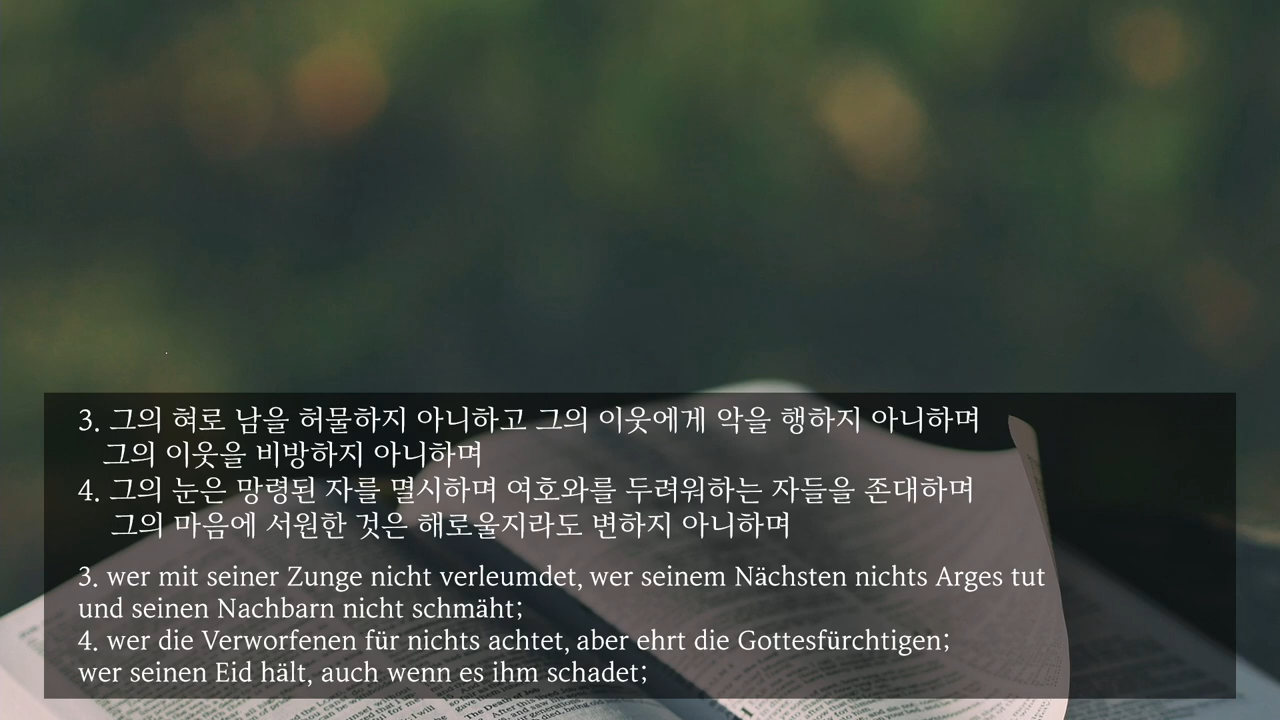 3. 그의 혀로 남을 허물하지 아니하고 그의 이웃에게 악을 행하지 아니하며
그의 이웃을 비방하지 아니하며
4. 그의 눈은 망령된 자를 멸시하며 여호와를 두려워하는 자들을 존대하며
그의 마음에 서원한 것은 해로울지라도 변하지 아니하며
3. wer mit seiner Zunge nicht verleumdet, wer seinem Nächsten nichts Arges tut
und seinen Nachbarn nicht schmäht;
4. wer die Verworfenen für nichts achtet, aber ehrt die Gottesfürchtigen;
wer seinen Eid hält, auch wenn es ihm schadet;
The Death of Job